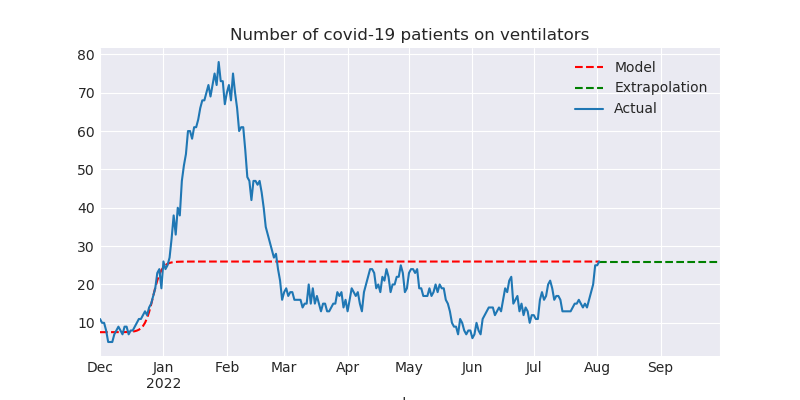 Number of covid-19 patients on ventilators
Model
Extrapolation
Actual
80
70
60
50
40
30
20
10
Dec Jan Feb Mar Apr May Jun Jul Aug Sep
2022